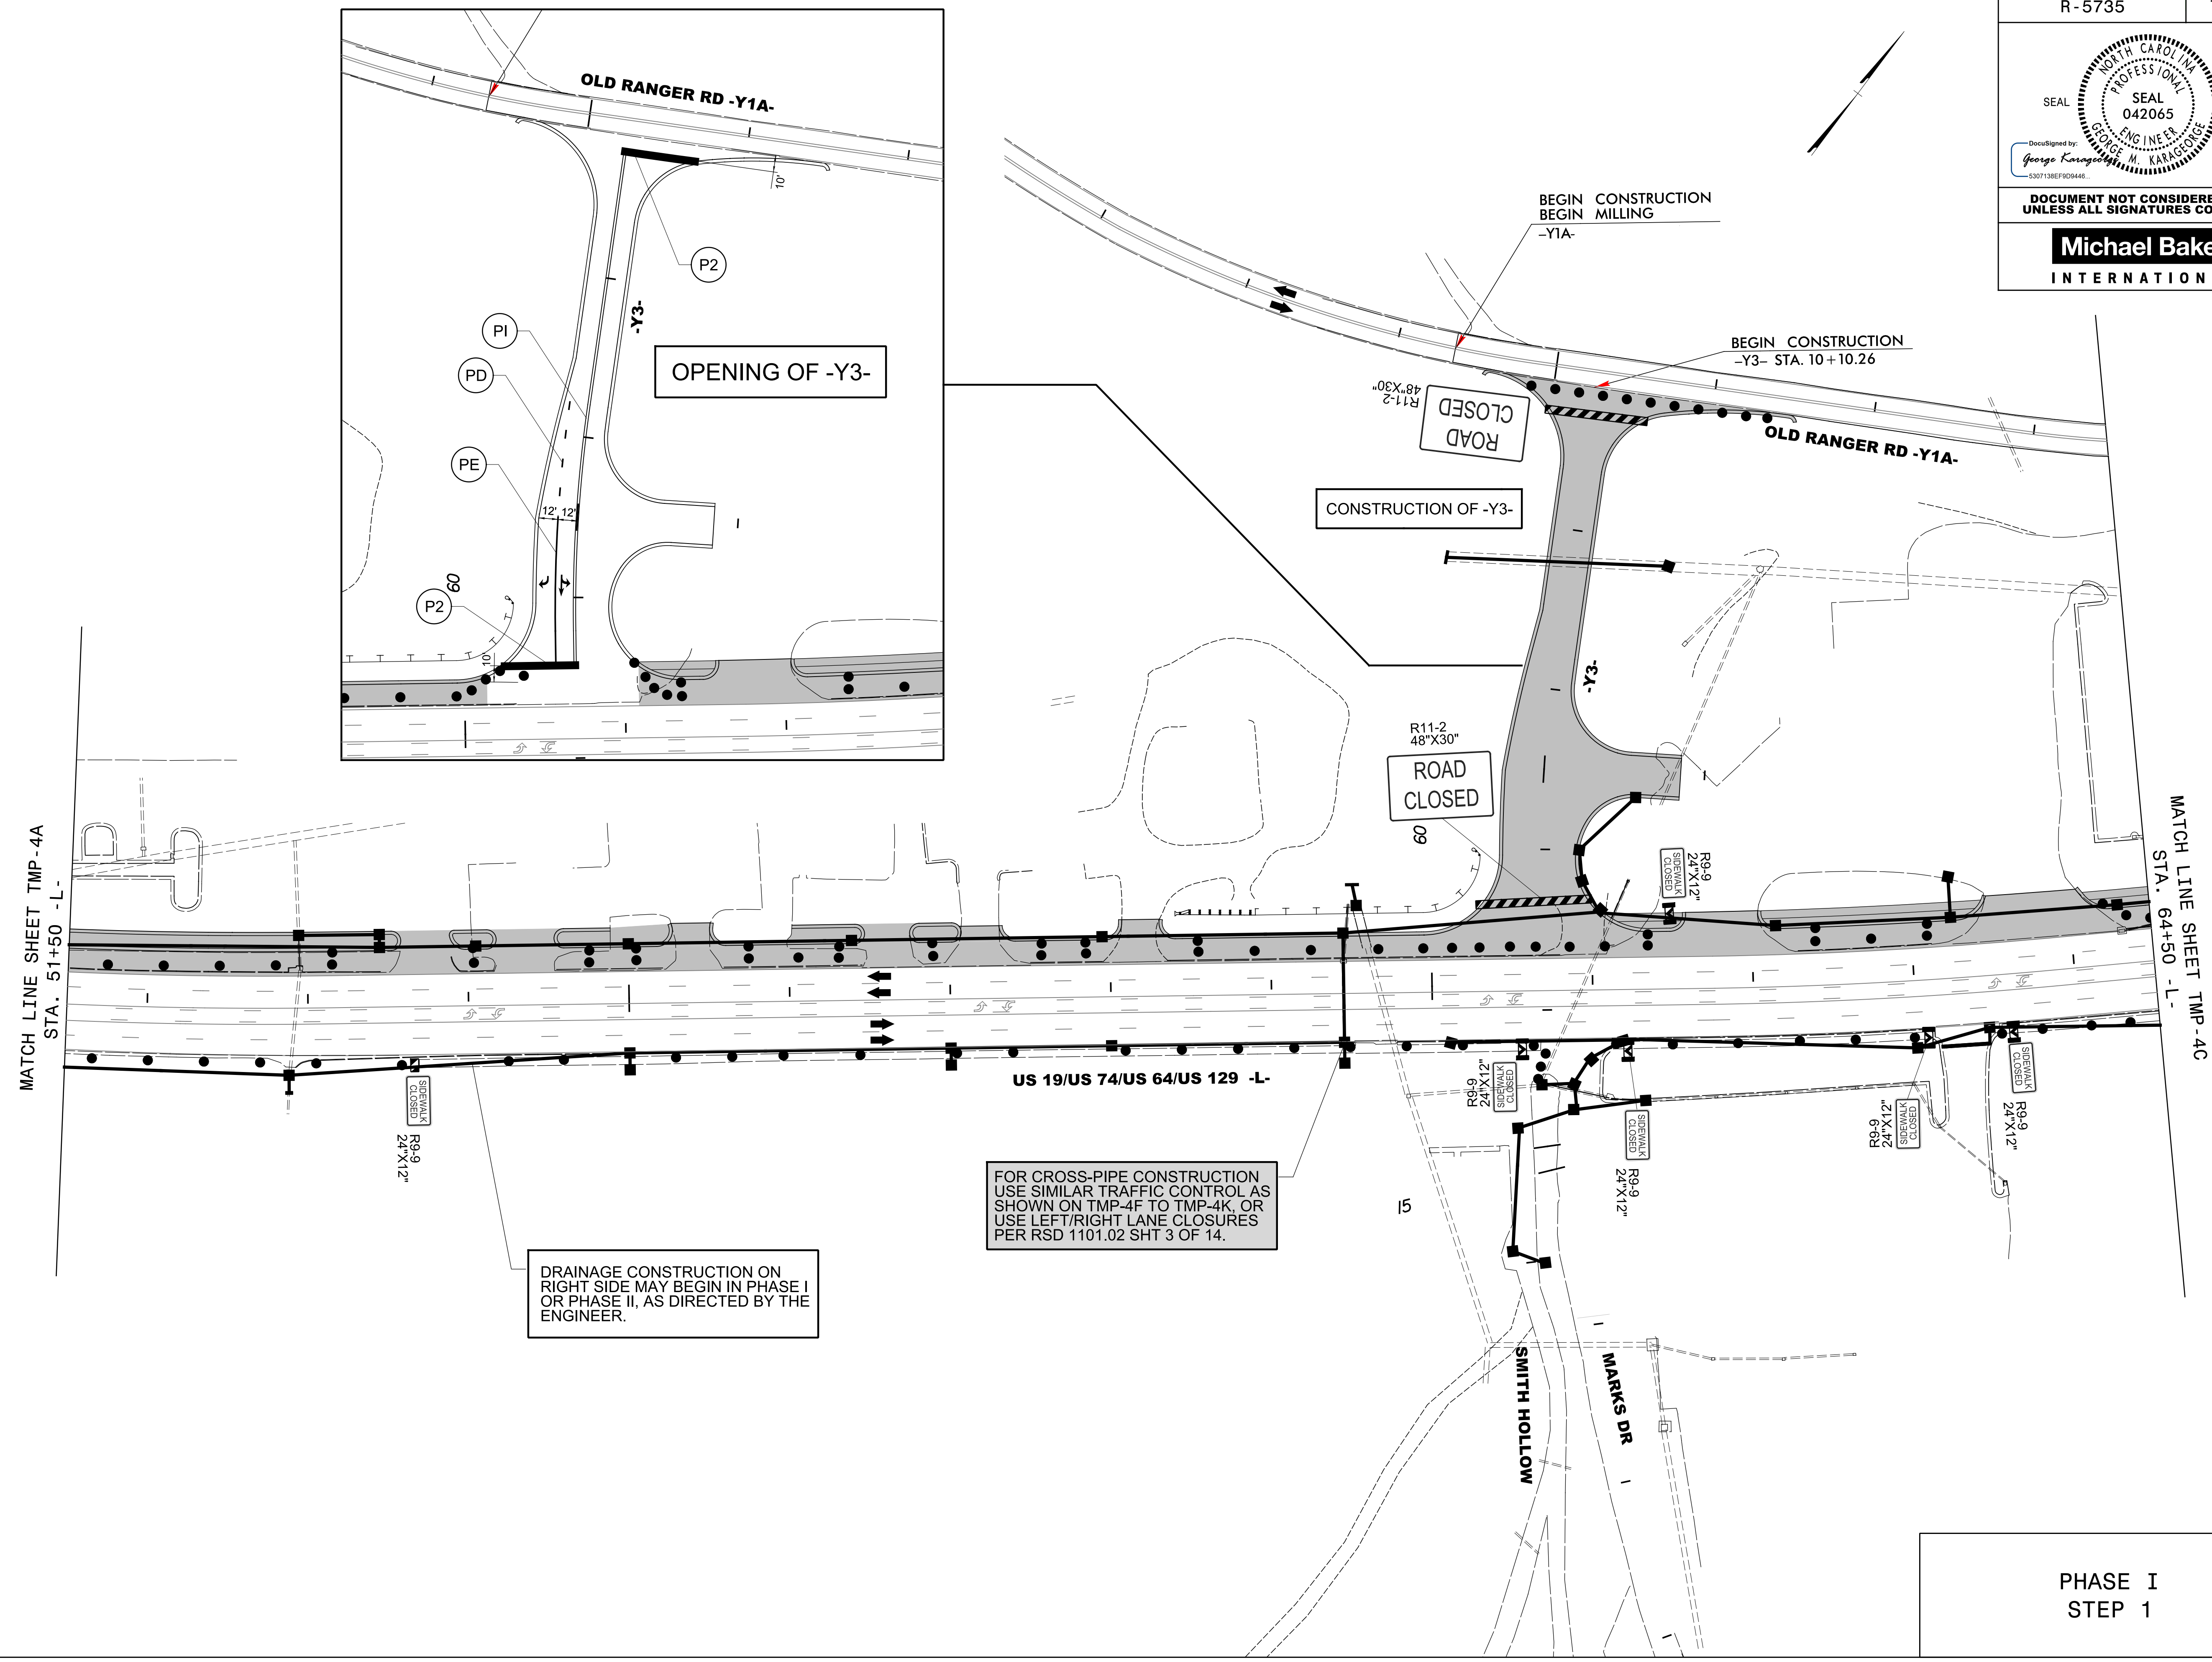 R-5735
SEAL
NORTH CAROLINA
PROFESSIONAL
SEAL
042065
ENGINEER
GEORGE M. KARAGEORGE
DocuSigned by:
5307138EF9D9446...
DOCUMENT NOT CONSIDERE
UNLESS ALL SIGNATURES CO
Michael Bake
INTERNATION
OLD RANGER RD -Y1A-
10'
P2
-Y3-
PI
PD
PE
OPENING OF -Y3-
12' 12'
60
P2
10'
BEGIN CONSTRUCTION
BEGIN MILLING
-Y1A-
BEGIN CONSTRUCTION
-Y3- STA. 10+10.26
R11-2
48"X30"
ROAD
CLOSED
OLD RANGER RD -Y1A-
CONSTRUCTION OF -Y3-
-Y3-
R11-2
48"X30"
ROAD
CLOSED
60
SIDEWALK
CLOSED
R9-9
24"X12"
MATCH LINE SHEET TMP-4A
STA. 51+50 -L-
MATCH LINE SHEET TMP-4C
STA. 64+50 -L-
US 19/US 74/US 64/US 129 -L-
SIDEWALK
CLOSED
R9-9
24"X12"
R9-9
24"X12"
SIDEWALK
CLOSED
SIDEWALK
CLOSED
R9-9
24"X12"
R9-9
24"X12"
SIDEWALK
CLOSED
SIDEWALK
CLOSED
R9-9
24"X12"
FOR CROSS-PIPE CONSTRUCTION
USE SIMILAR TRAFFIC CONTROL AS
SHOWN ON TMP-4F TO TMP-4K, OR
USE LEFT/RIGHT LANE CLOSURES
PER RSD 1101.02 SHT 3 OF 14.
15
DRAINAGE CONSTRUCTION ON
RIGHT SIDE MAY BEGIN IN PHASE I
OR PHASE II, AS DIRECTED BY THE
ENGINEER.
SMITH HOLLOW
MARKS DR
PHASE I
STEP 1